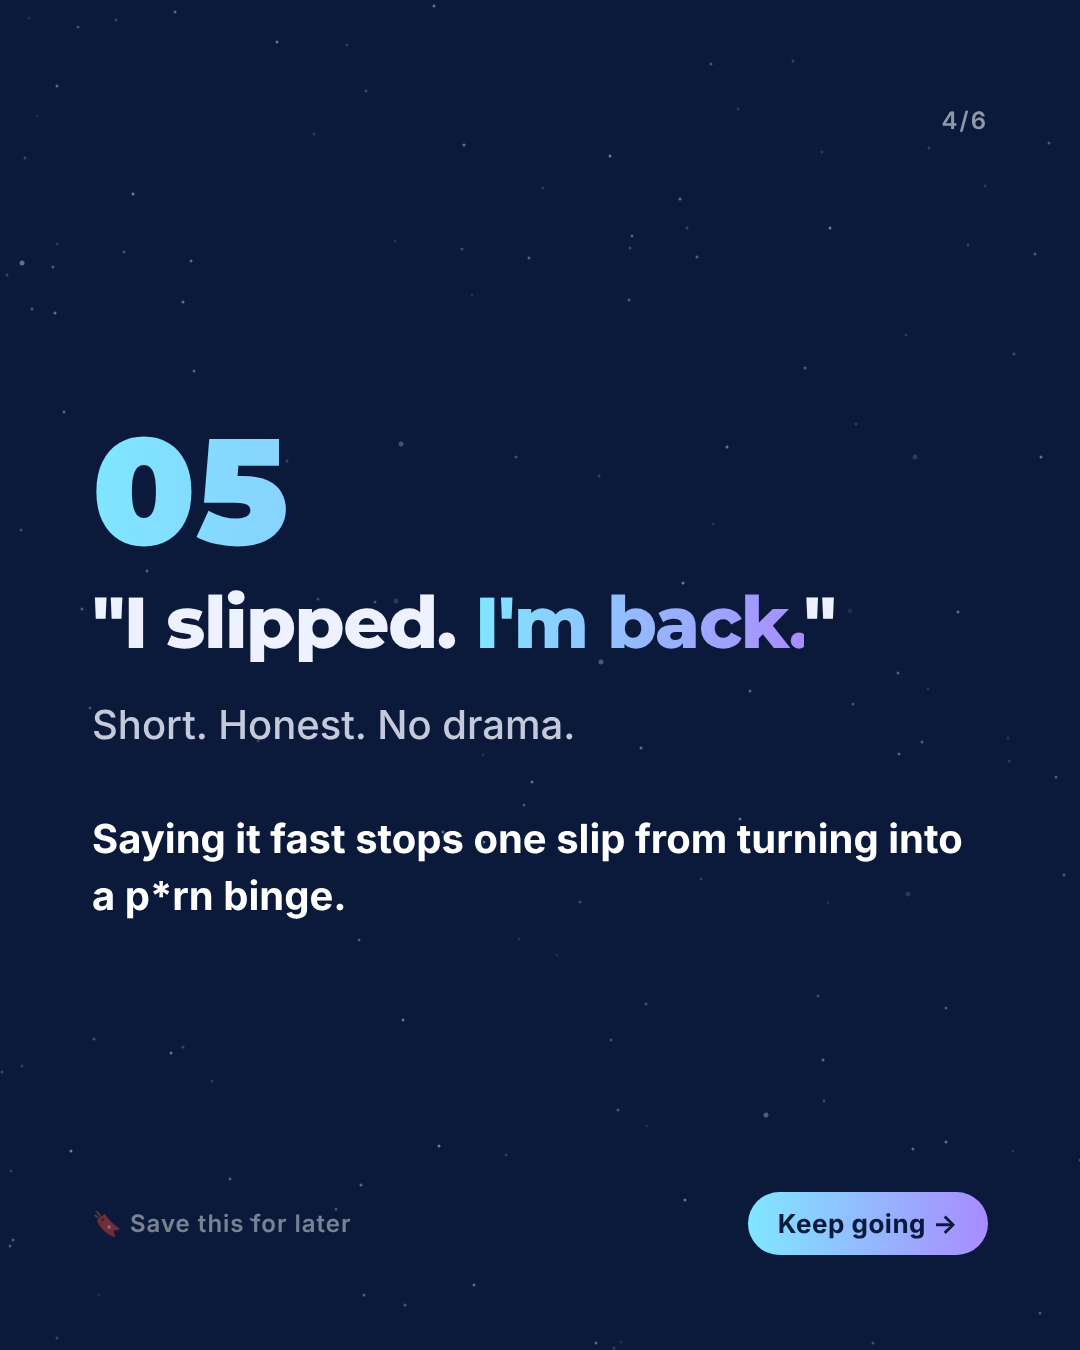 4/6
05
"I slipped. I'm back."
Short. Honest. No drama.
Saying it fast stops one slip from turning into
a p*rn binge.
🔖 Save this for later
Keep going →